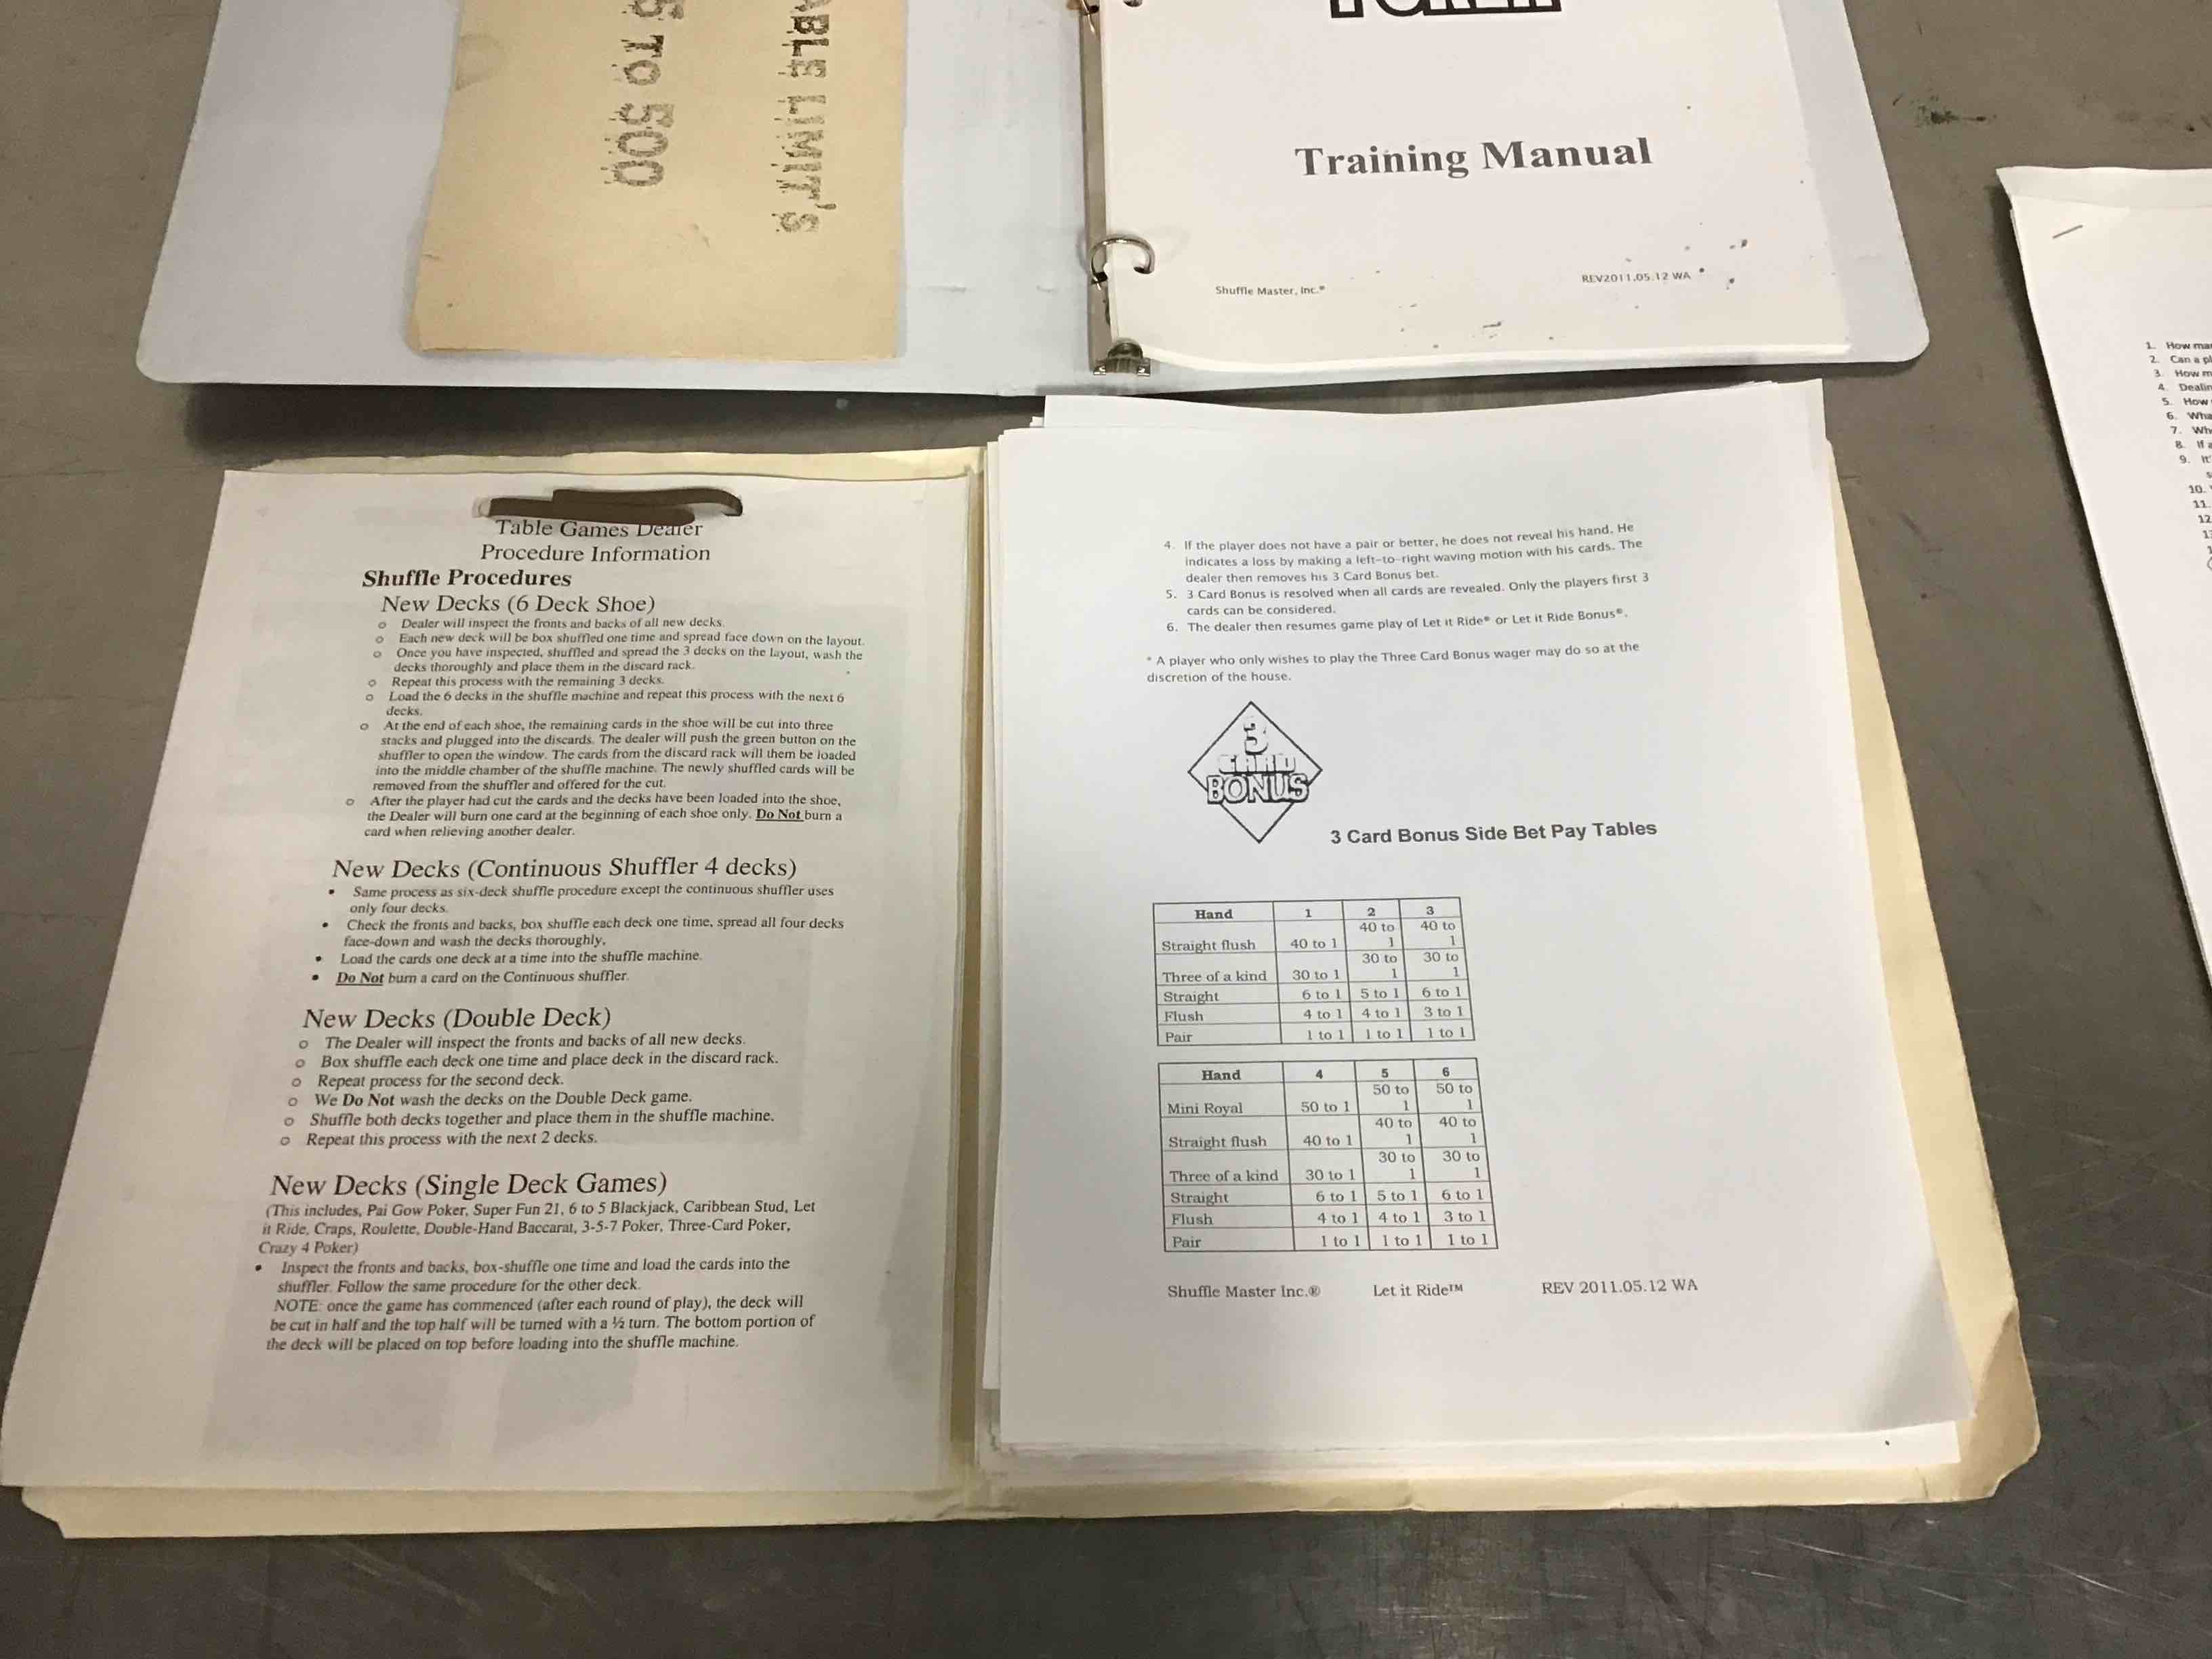 TO 500
LIMIT'S
Training Manual
Shuffle Master, Inc.®
REV2011.05.12 WA
Table Games Dealer
Procedure Information
Shuffle Procedures
New Decks (6 Deck Shoe)
o Dealer will inspect the fronts and backs of all new decks.
o Each new deck will be box shuffled one time and spread face down on the layout.
o Once you have inspected, shuffled and spread the 3 decks on the layout, wash the
decks thoroughly and place them in the discard rack.
o Repeat this process with the remaining 3 decks.
o Load the 6 decks in the shuffle machine and repeat this process with the next 6
decks.
o At the end of each shoe, the remaining cards in the shoe will be cut into three
stacks and plugged into the discards. The dealer will push the green button on the
shuffler to open the window. The cards from the discard rack will them be loaded
into the middle chamber of the shuffle machine. The newly shuffled cards will be
removed from the shuffler and offered for the cut.
o After the player had cut the cards and the decks have been loaded into the shoe,
the Dealer will burn one card at the beginning of each shoe only. Do Not burn a
card when relieving another dealer.
New Decks (Continuous Shuffler 4 decks)
• Same process as six-deck shuffle procedure except the continuous shuffler uses
only four decks.
• Check the fronts and backs, box shuffle each deck one time, spread all four decks
face-down and wash the decks thoroughly.
• Load the cards one deck at a time into the shuffle machine.
• Do Not burn a card on the Continuous shuffler.
New Decks (Double Deck)
o The Dealer will inspect the fronts and backs of all new decks.
o Box shuffle each deck one time and place deck in the discard rack.
o Repeat process for the second deck.
o We Do Not wash the decks on the Double Deck game.
o Shuffle both decks together and place them in the shuffle machine.
o Repeat this process with the next 2 decks.
New Decks (Single Deck Games)
(This includes, Pai Gow Poker, Super Fun 21, 6 to 5 Blackjack, Caribbean Stud, Let
it Ride, Craps, Roulette, Double-Hand Baccarat, 3-5-7 Poker, Three-Card Poker,
Crazy 4 Poker)
• Inspect the fronts and backs, box-shuffle one time and load the cards into the
shuffler. Follow the same procedure for the other deck.
NOTE: once the game has commenced (after each round of play), the deck will
be cut in half and the top half will be turned with a ½ turn. The bottom portion of
the deck will be placed on top before loading into the shuffle machine.
4. If the player does not have a pair or better, he does not reveal his hand. He
indicates a loss by making a left-to-right waving motion with his cards. The
dealer then removes his 3 Card Bonus bet.
5. 3 Card Bonus is resolved when all cards are revealed. Only the players first 3
cards can be considered.
6. The dealer then resumes game play of Let it Ride® or Let it Ride Bonus®.
* A player who only wishes to play the Three Card Bonus wager may do so at the
discretion of the house.
3
CARD
BONUS
3 Card Bonus Side Bet Pay Tables
Hand 1 2 3
Straight flush 40 to 1 40 to 1 40 to 1
Three of a kind 30 to 1 30 to 1 30 to 1
Straight 6 to 1 5 to 1 6 to 1
Flush 4 to 1 4 to 1 3 to 1
Pair 1 to 1 1 to 1 1 to 1
Hand 4 5 6
Mini Royal 50 to 1 50 to 1 50 to 1
Straight flush 40 to 1 40 to 1 40 to 1
Three of a kind 30 to 1 30 to 1 30 to 1
Straight 6 to 1 5 to 1 6 to 1
Flush 4 to 1 4 to 1 3 to 1
Pair 1 to 1 1 to 1 1 to 1
Shuffle Master Inc.® Let it Ride™ REV 2011.05.12 WA
1. How
2. Can a
3. How
4.
5. How
6.
7.
8. If
9.
10.
11.
12